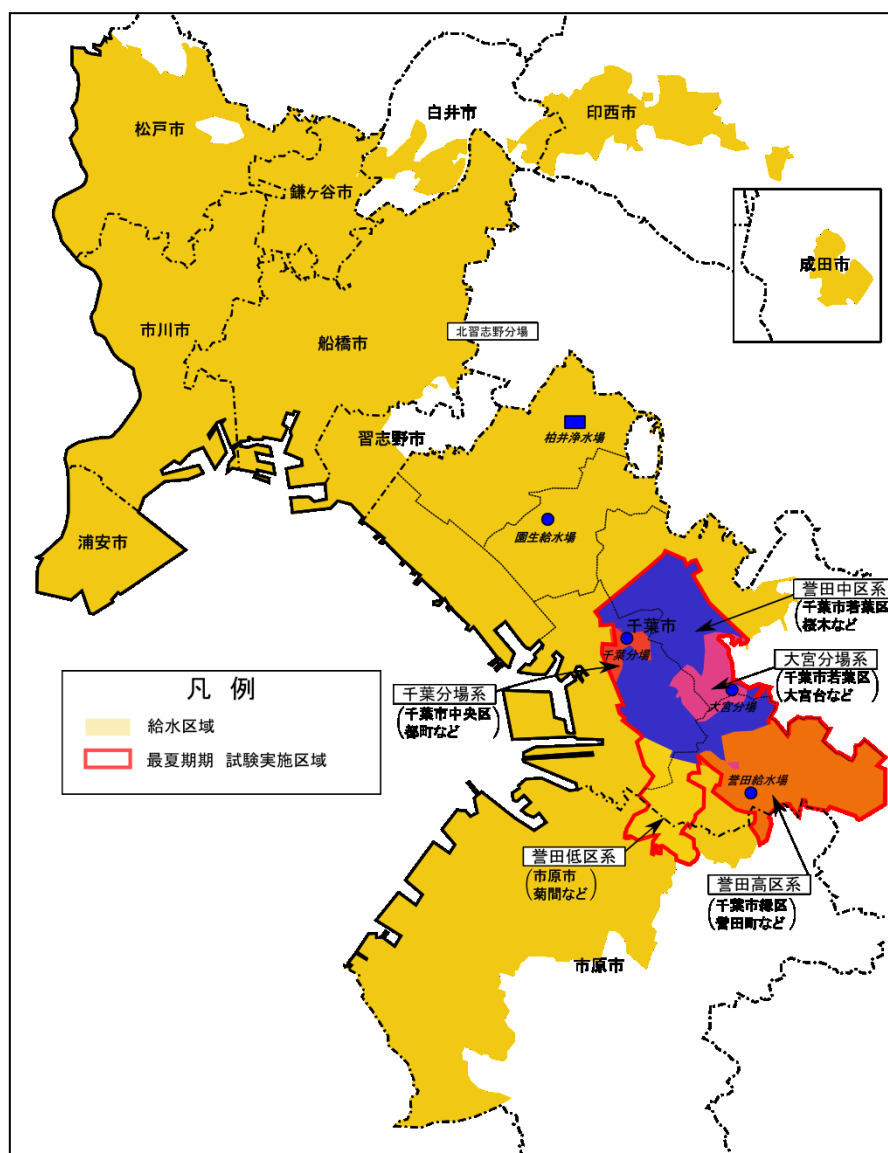 白井市
印西市
松戸市
鎌ヶ谷市
成田市
市川市
船橋市
北習志野分場
習志野市
柏井浄水場
園生給水場
浦安市
誉田中区系
(千葉市若葉区
桜木など)
千葉市
千葉分場
大宮分場系
(千葉市若葉区
大宮台など)
大宮分場
千葉分場系
(千葉市中央区
都町など)
凡 例
給水区域
最夏期期 試験実施区域
誉田給水場
誉田低区系
(市原市
菊間など)
誉田高区系
(千葉市緑区
誉田町など)
市原市